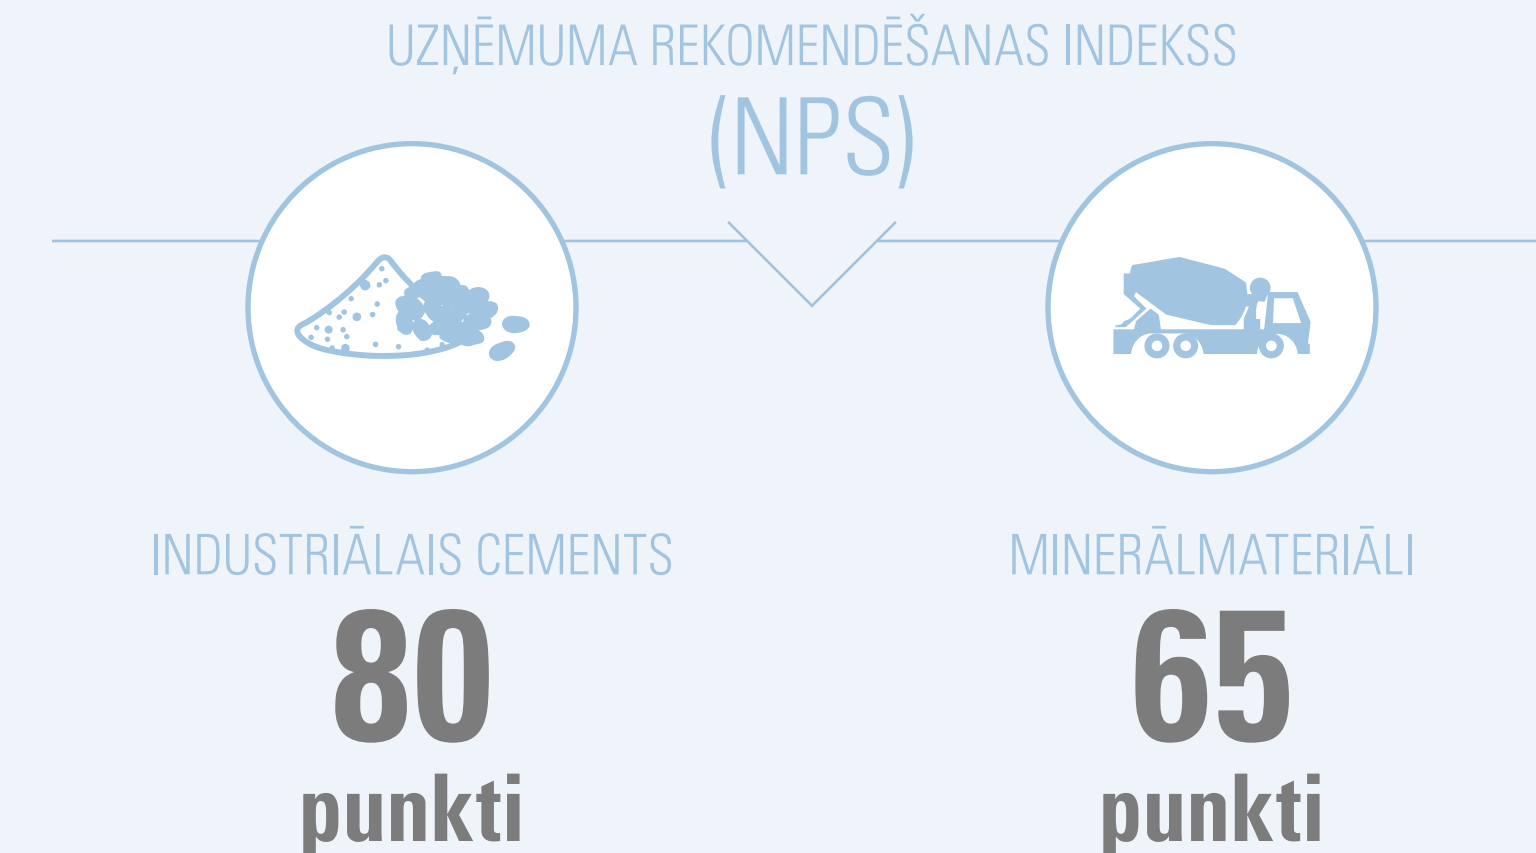 UZŅĒMUMA REKOMENDĒŠANAS INDEKSS
(NPS)
INDUSTRIĀLAIS CEMENTS
80
punkti
MINERĀLMATERIĀLI
65
punkti